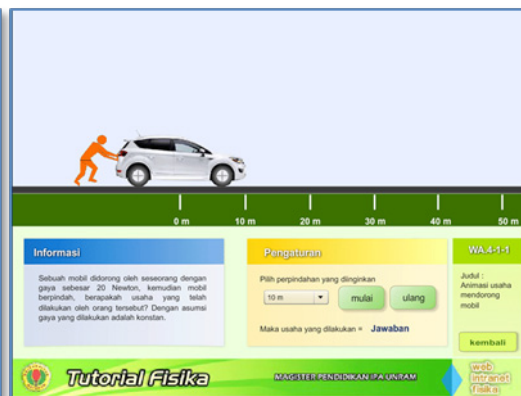 0 m 10 m 20 m 30 m 40 m 50 m
Informasi
Sebuah mobil didorong oleh seseorang dengan
gaya sebesar 20 Newton, kemudian mobil
berpindah, berapakah usaha yang telah
dilakukan oleh orang tersebut? Dengan asumsi
gaya yang dilakukan adalah konstan.
Pengaturan
Pilih perpindahan yang diinginkan
10 m mulai ulang
Maka usaha yang dilakukan = Jawaban
WA.4-1-1
Judul :
Animasi usaha
mendorong
mobil
kembali
Tutorial Fisika
MAGISTER PENDIDIKAN IPA UNRAM
web
intranet
fisika